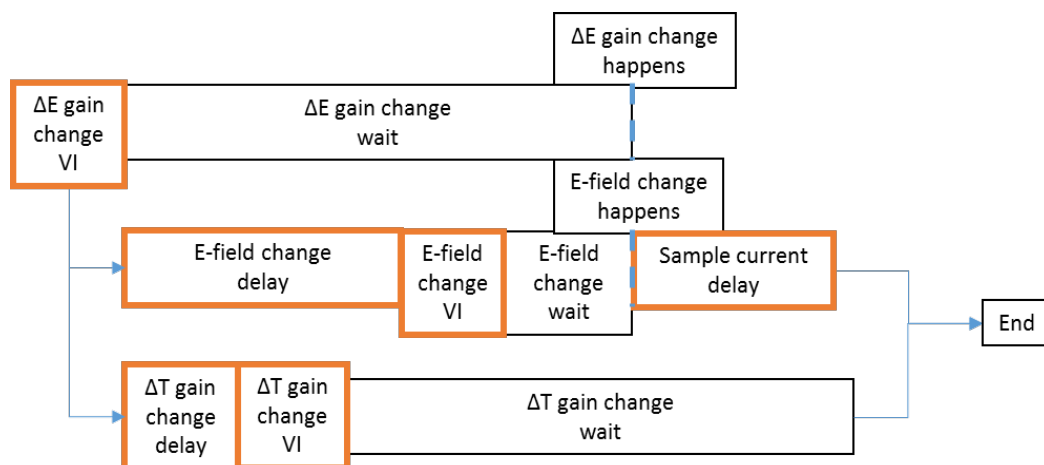 ΔE gain change
happens
ΔE gain
change
VI
ΔE gain change
wait
E-field change
happens
E-field change
delay
E-field
change
VI
E-field
change
wait
Sample current
delay
End
ΔT gain
change
delay
ΔT gain
change
VI
ΔT gain change
wait